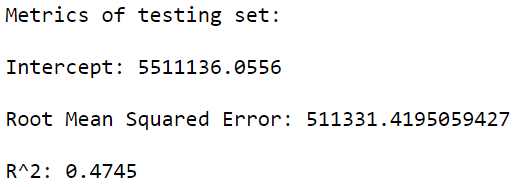 Metrics of testing set:
Intercept: 5511136.0556
Root Mean Squared Error: 511331.4195059427
R^2: 0.4745